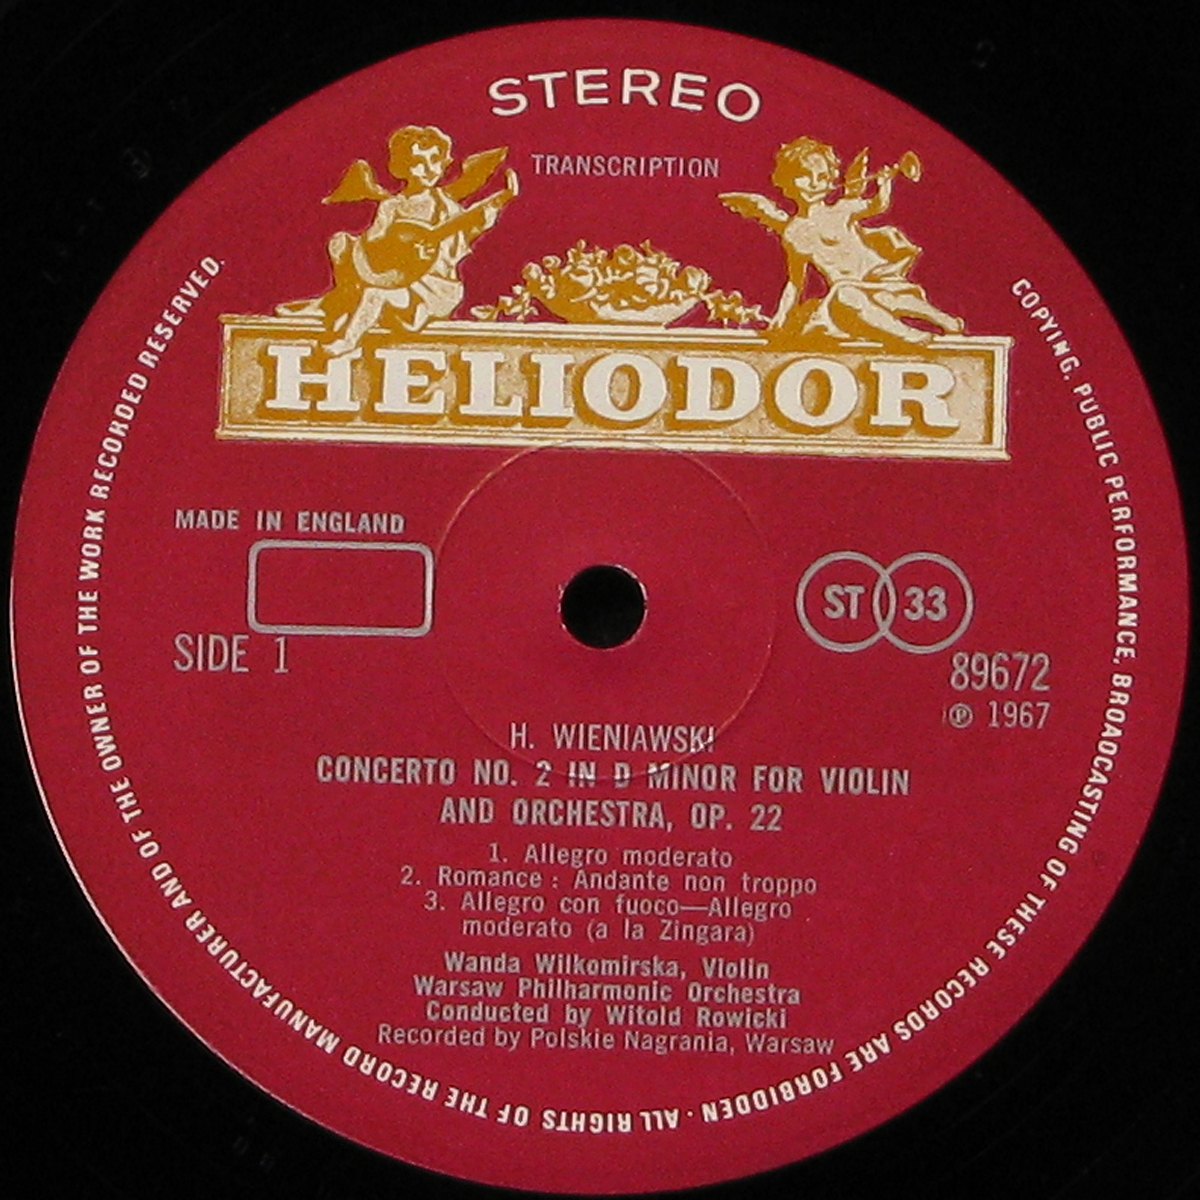 STEREO
TRANSCRIPTION
HELIODOR
MADE IN ENGLAND
SIDE 1
ST 33
89672
℗ 1967
H. WIENIAWSKI
CONCERTO NO. 2 IN D MINOR FOR VIOLIN
AND ORCHESTRA, OP. 22
1. Allegro moderato
2. Romance : Andante non troppo
3. Allegro con fuoco—Allegro
moderato (a la Zingara)
Wanda Wilkomirska, Violin
Warsaw Philharmonic Orchestra
Conducted by Witold Rowicki
Recorded by Polskie Nagrania, Warsaw
COPYING, PUBLIC PERFORMANCE, BROADCASTING OF THESE RECORDS ARE FORBIDDEN · ALL RIGHTS OF THE RECORD MANUFACTURER AND OF THE OWNER OF THE WORK RECORDED RESERVED.